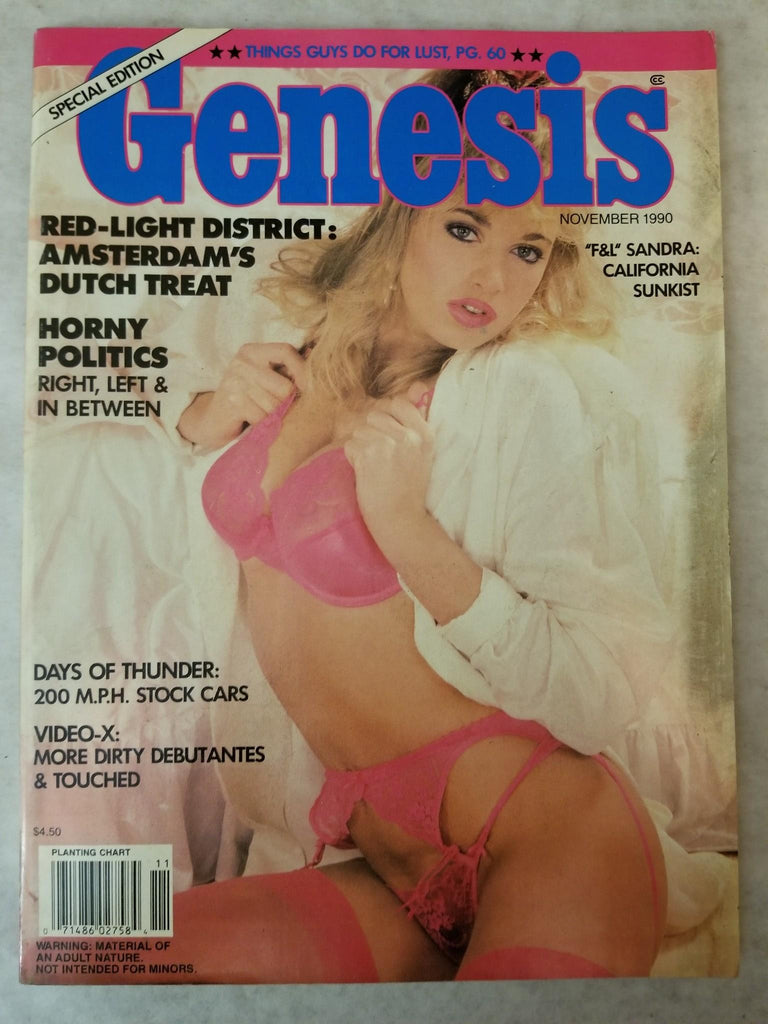 ★★ THINGS GUYS DO FOR LUST, PG. 60 ★★
SPECIAL EDITION
Genesis
CC
NOVEMBER 1990
RED-LIGHT DISTRICT:
AMSTERDAM'S
DUTCH TREAT
"F&L" SANDRA:
CALIFORNIA
SUNKIST
HORNY
POLITICS
RIGHT, LEFT &
IN BETWEEN
DAYS OF THUNDER:
200 M.P.H. STOCK CARS
VIDEO-X:
MORE DIRTY DEBUTANTES
& TOUCHED
$4.50
PLANTING CHART
11
0 71486 02758 4
WARNING: MATERIAL OF
AN ADULT NATURE.
NOT INTENDED FOR MINORS.